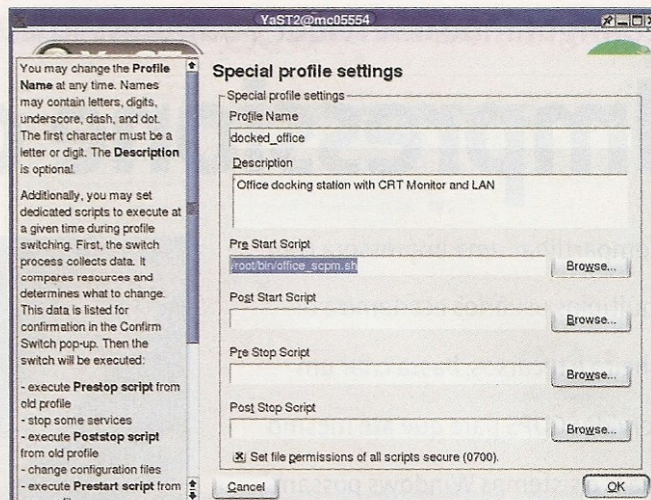 YaST2@mc05554
YaST
You may change the Profile
Name at any time. Names
may contain letters, digits,
underscore, dash, and dot.
The first character must be a
letter or digit. The Description
is optional.
Additionally, you may set
dedicated scripts to execute at
a given time during profile
switching. First, the switch
process collects data. It
compares resources and
determines what to change.
This data is listed for
confirmation in the Confirm
Switch pop-up. Then the
switch will be executed:
- execute Prestop script from
old profile
- stop some services
- execute Poststop script
from old profile
- change configuration files
- execute Prestart script from
Special profile settings
Special profile settings
Profile Name
docked_office
Description
Office docking station with CRT Monitor and LAN
Pre Start Script
/root/bin/office_scpm.sh
Browse...
Post Start Script
Browse...
Pre Stop Script
Browse...
Post Stop Script
Browse...
Set file permissions of all scripts secure (0700).
Cancel
OK